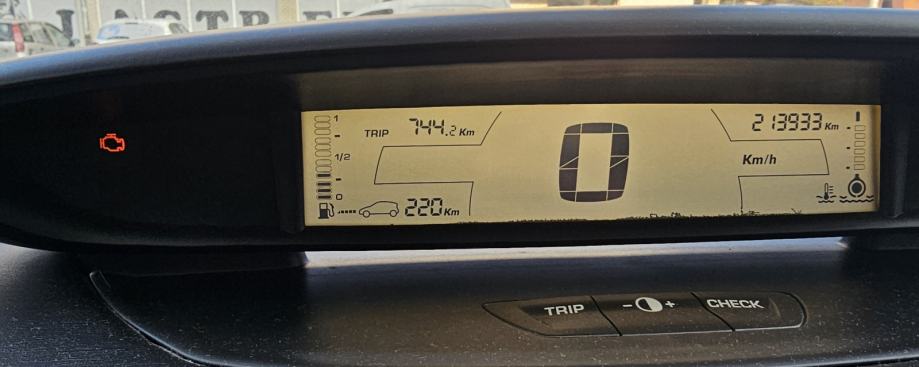 1
TRIP 744.2 Km
213933 Km
1/2
0
Km/h
0
220 Km
TRIP
- +
CHECK